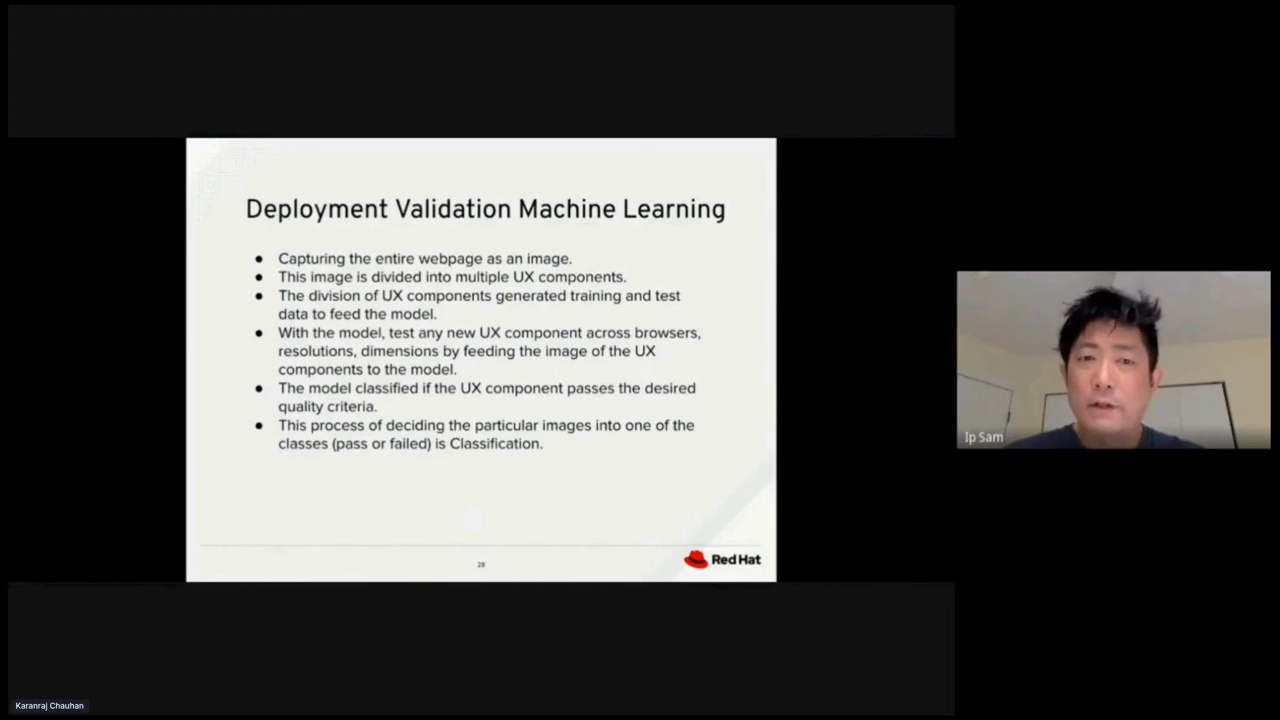 Deployment Validation Machine Learning
● Capturing the entire webpage as an image.
● This image is divided into multiple UX components.
● The division of UX components generated training and test
data to feed the model.
● With the model, test any new UX component across browsers,
resolutions, dimensions by feeding the image of the UX
components to the model.
● The model classified if the UX component passes the desired
quality criteria.
● This process of deciding the particular images into one of the
classes (pass or failed) is Classification.
28
Red Hat
Ip Sam
Karanraj Chauhan